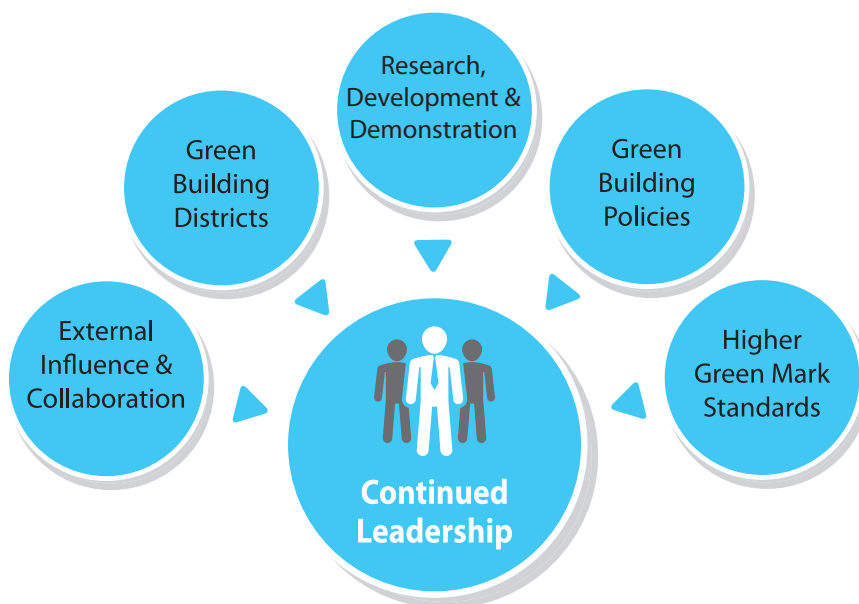 Research,
Development &
Demonstration
Green
Building
Districts
Green
Building
Policies
External
Influence &
Collaboration
Higher
Green Mark
Standards
Continued
Leadership